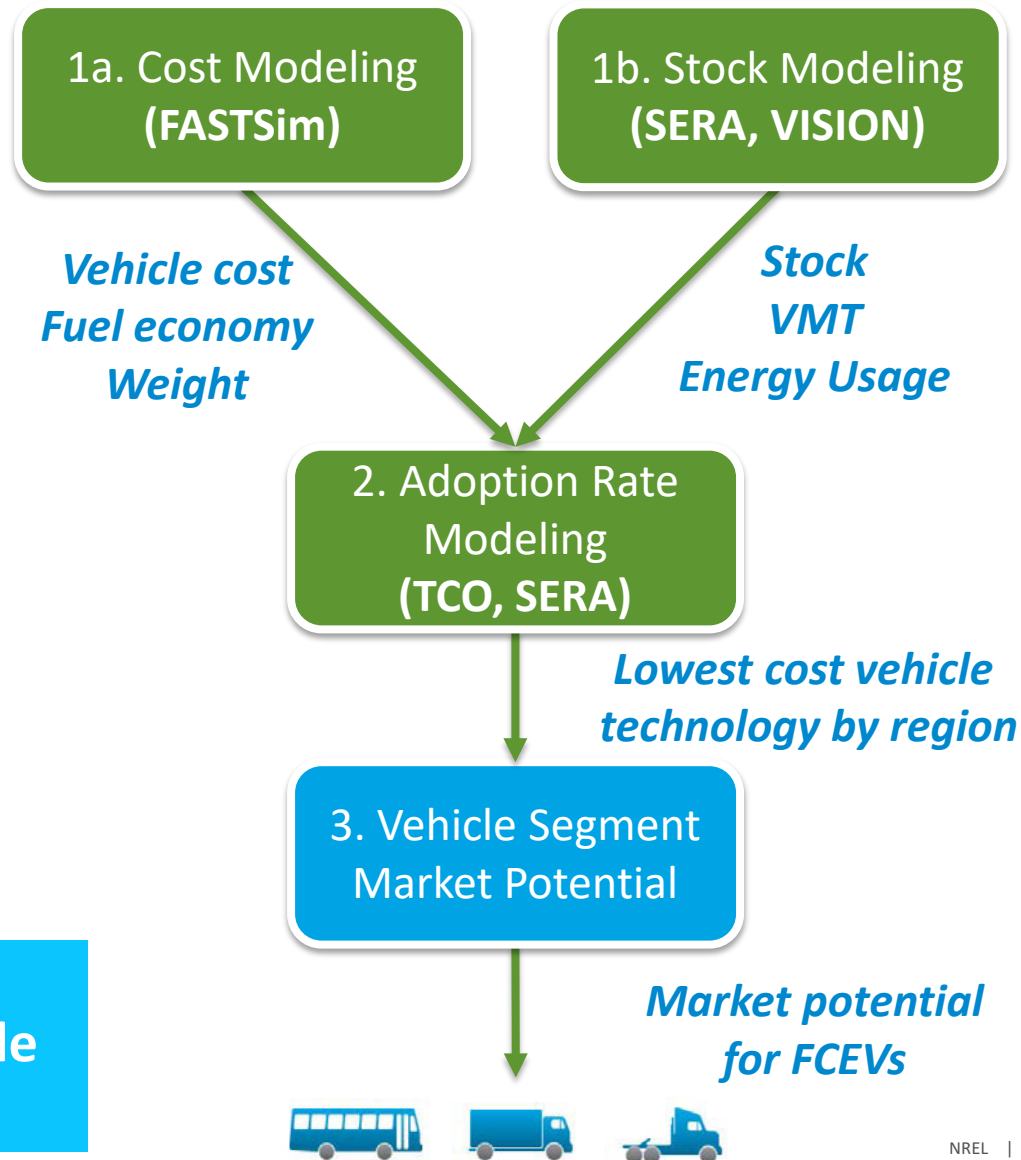 1a. Cost Modeling
(FASTSim)
1b. Stock Modeling
(SERA, VISION)
Vehicle cost
Fuel economy
Weight
Stock
VMT
Energy Usage
2. Adoption Rate
Modeling
(TCO, SERA)
Lowest cost vehicle
technology by region
3. Vehicle Segment
Market Potential
Market potential
for FCEVs
NREL |